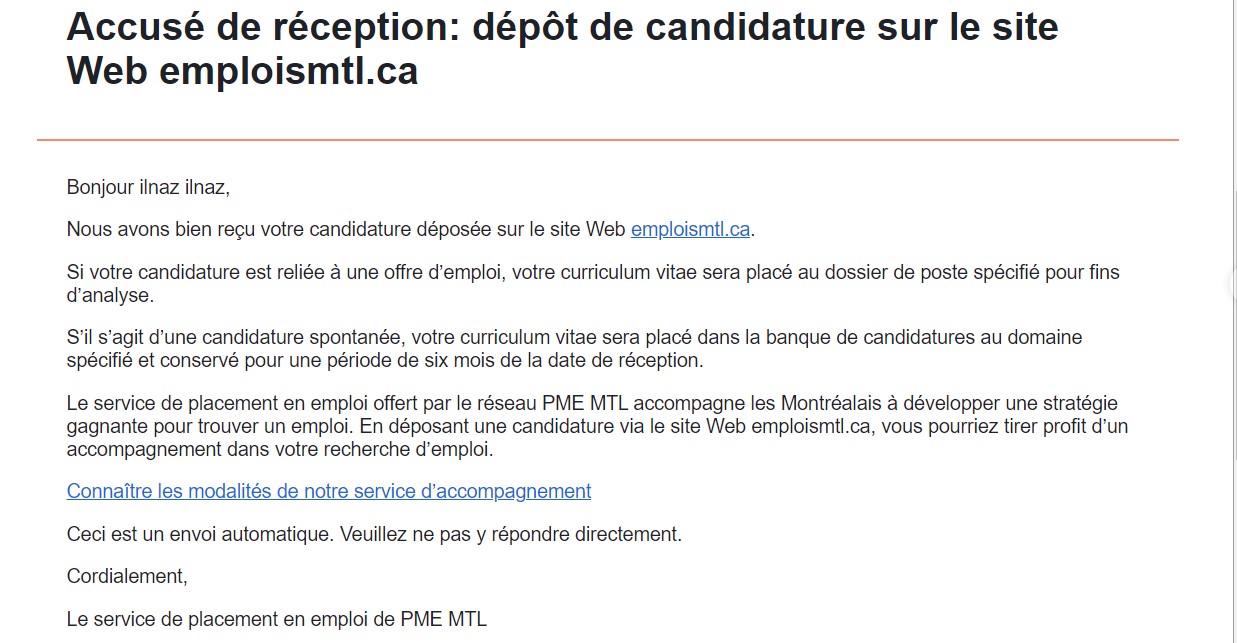 Accusé de réception: dépôt de candidature sur le site
Web emploismtl.ca
Bonjour ilnaz ilnaz,
Nous avons bien reçu votre candidature déposée sur le site Web emploismtl.ca.
Si votre candidature est reliée à une offre d’emploi, votre curriculum vitae sera placé au dossier de poste spécifié pour fins
d’analyse.
S’il s’agit d’une candidature spontanée, votre curriculum vitae sera placé dans la banque de candidatures au domaine
spécifié et conservé pour une période de six mois de la date de réception.
Le service de placement en emploi offert par le réseau PME MTL accompagne les Montréalais à développer une stratégie
gagnante pour trouver un emploi. En déposant une candidature via le site Web emploismtl.ca, vous pourriez tirer profit d’un
accompagnement dans votre recherche d’emploi.
Connaître les modalités de notre service d’accompagnement
Ceci est un envoi automatique. Veuillez ne pas y répondre directement.
Cordialement,
Le service de placement en emploi de PME MTL